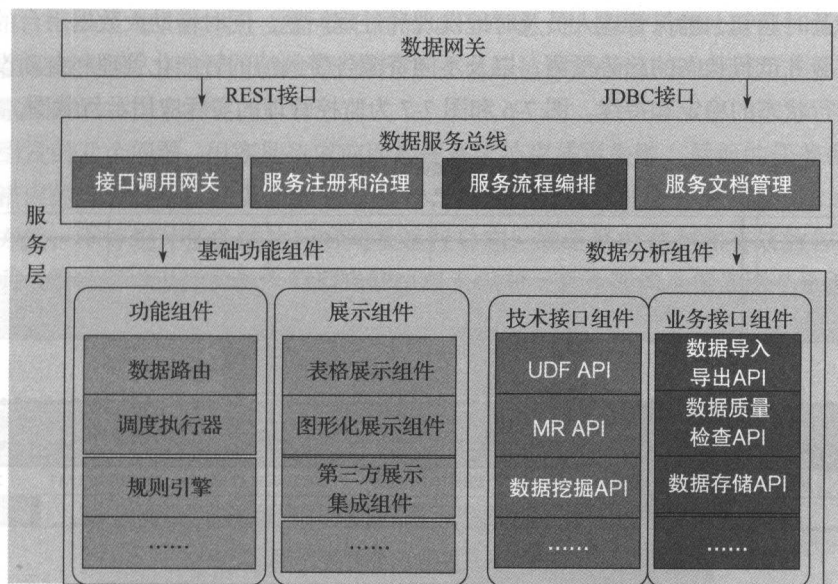 数据网关
REST接口
JDBC接口
数据服务总线
接口调用网关
服务注册和治理
服务流程编排
服务文档管理
服务层
基础功能组件
数据分析组件
功能组件
数据路由
调度执行器
规则引擎
……
展示组件
表格展示组件
图形化展示组件
第三方展示
集成组件
……
技术接口组件
UDF API
MR API
数据挖掘API
……
业务接口组件
数据导入
导出API
数据质量
检查API
数据存储API
……